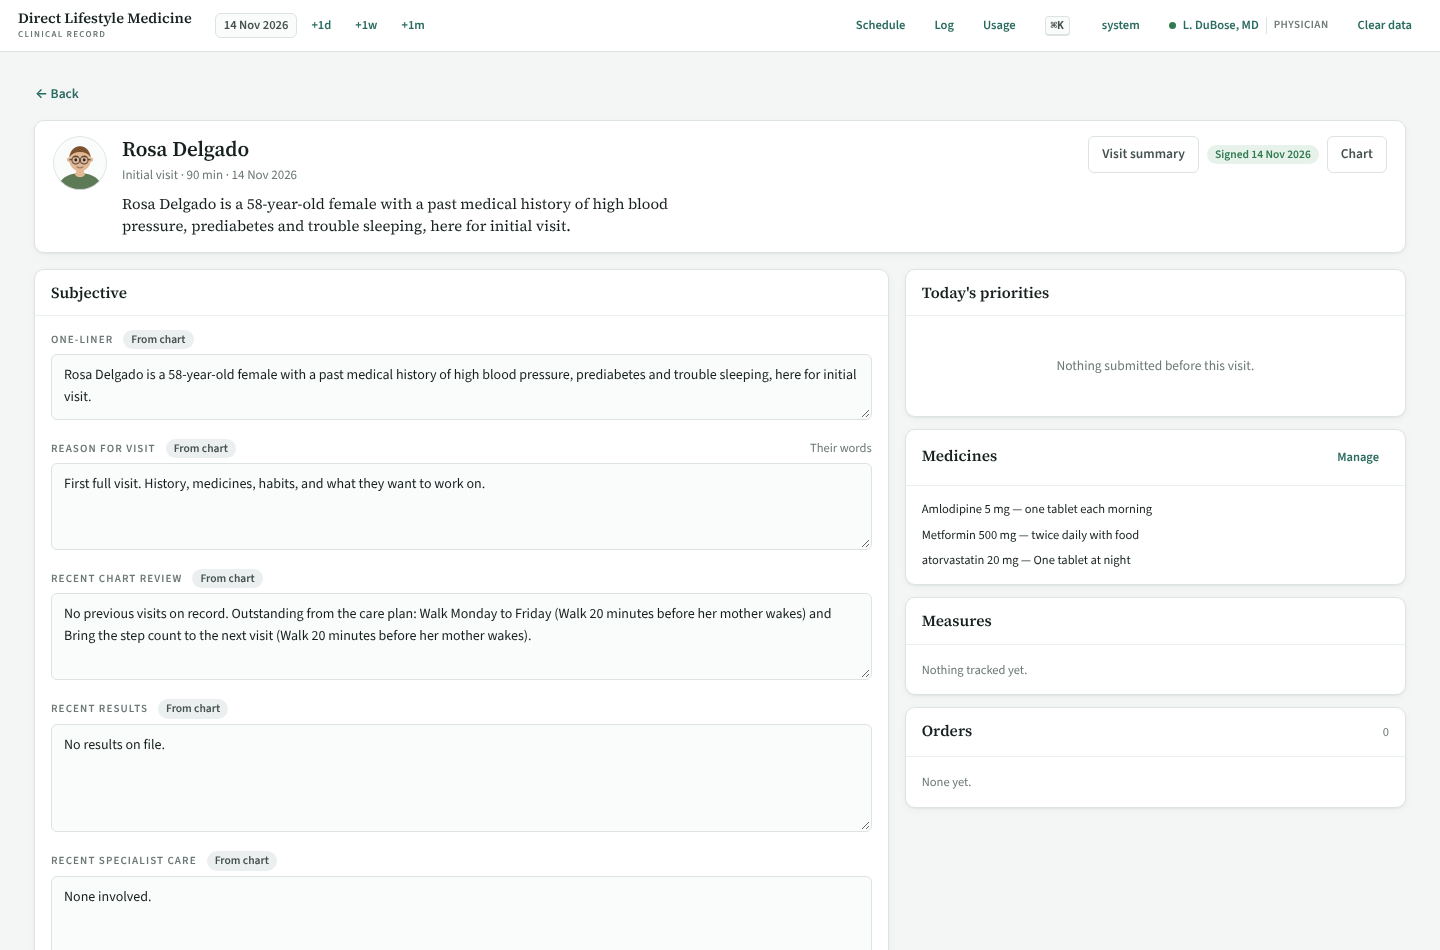 Direct Lifestyle Medicine
CLINICAL RECORD
14 Nov 2026
+1d
+1w
+1m
Schedule
Log
Usage
⌘K
system
L. DuBose, MD
PHYSICIAN
Clear data
← Back
Rosa Delgado
Initial visit · 90 min · 14 Nov 2026
Rosa Delgado is a 58-year-old female with a past medical history of high blood
pressure, prediabetes and trouble sleeping, here for initial visit.
Visit summary
Signed 14 Nov 2026
Chart
Subjective
ONE-LINER
From chart
Rosa Delgado is a 58-year-old female with a past medical history of high blood pressure, prediabetes and trouble sleeping, here for initial
visit.
REASON FOR VISIT
From chart
Their words
First full visit. History, medicines, habits, and what they want to work on.
RECENT CHART REVIEW
From chart
No previous visits on record. Outstanding from the care plan: Walk Monday to Friday (Walk 20 minutes before her mother wakes) and
Bring the step count to the next visit (Walk 20 minutes before her mother wakes).
RECENT RESULTS
From chart
No results on file.
RECENT SPECIALIST CARE
From chart
None involved.
Today's priorities
Nothing submitted before this visit.
Medicines
Manage
Amlodipine 5 mg — one tablet each morning
Metformin 500 mg — twice daily with food
atorvastatin 20 mg — One tablet at night
Measures
Nothing tracked yet.
Orders
0
None yet.